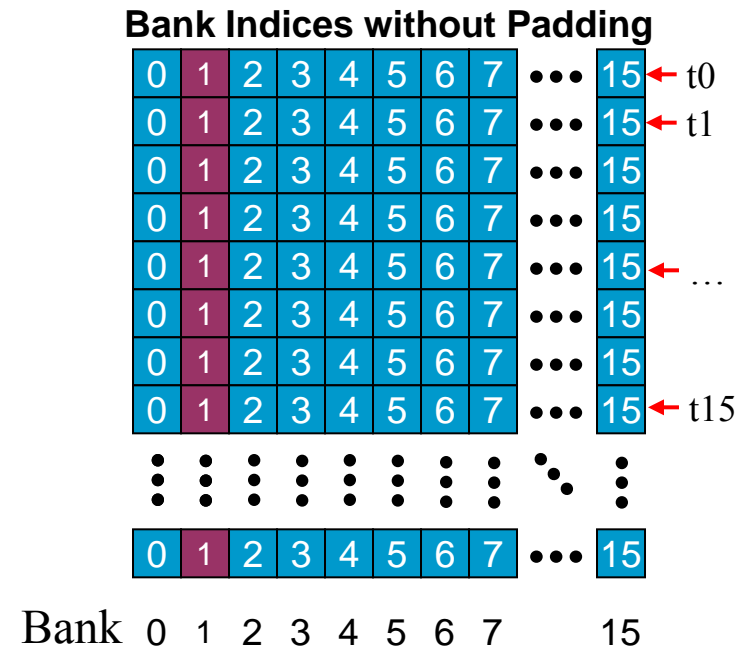 Bank Indices without Padding
0 1 2 3 4 5 6 7 ••• 15 t0
0 1 2 3 4 5 6 7 ••• 15 t1
0 1 2 3 4 5 6 7 ••• 15
0 1 2 3 4 5 6 7 ••• 15
0 1 2 3 4 5 6 7 ••• 15 …
0 1 2 3 4 5 6 7 ••• 15
0 1 2 3 4 5 6 7 ••• 15
0 1 2 3 4 5 6 7 ••• 15 t15
0 1 2 3 4 5 6 7 ••• 15
Bank 0 1 2 3 4 5 6 7 15